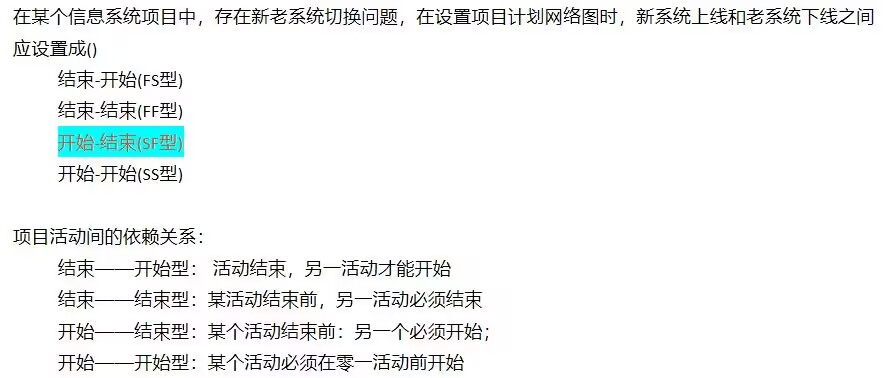 在某个信息系统项目中，存在新老系统切换问题，在设置项目计划网络图时，新系统上线和老系统下线之间
应设置成()
结束-开始(FS型)
结束-结束(FF型)
开始-结束(SF型)
开始-开始(SS型)
项目活动间的依赖关系：
结束——开始型： 活动结束，另一活动才能开始
结束——结束型：某活动结束前，另一活动必须结束
开始——结束型：某个活动结束前：另一个必须开始；
开始——开始型：某个活动必须在零一活动前开始